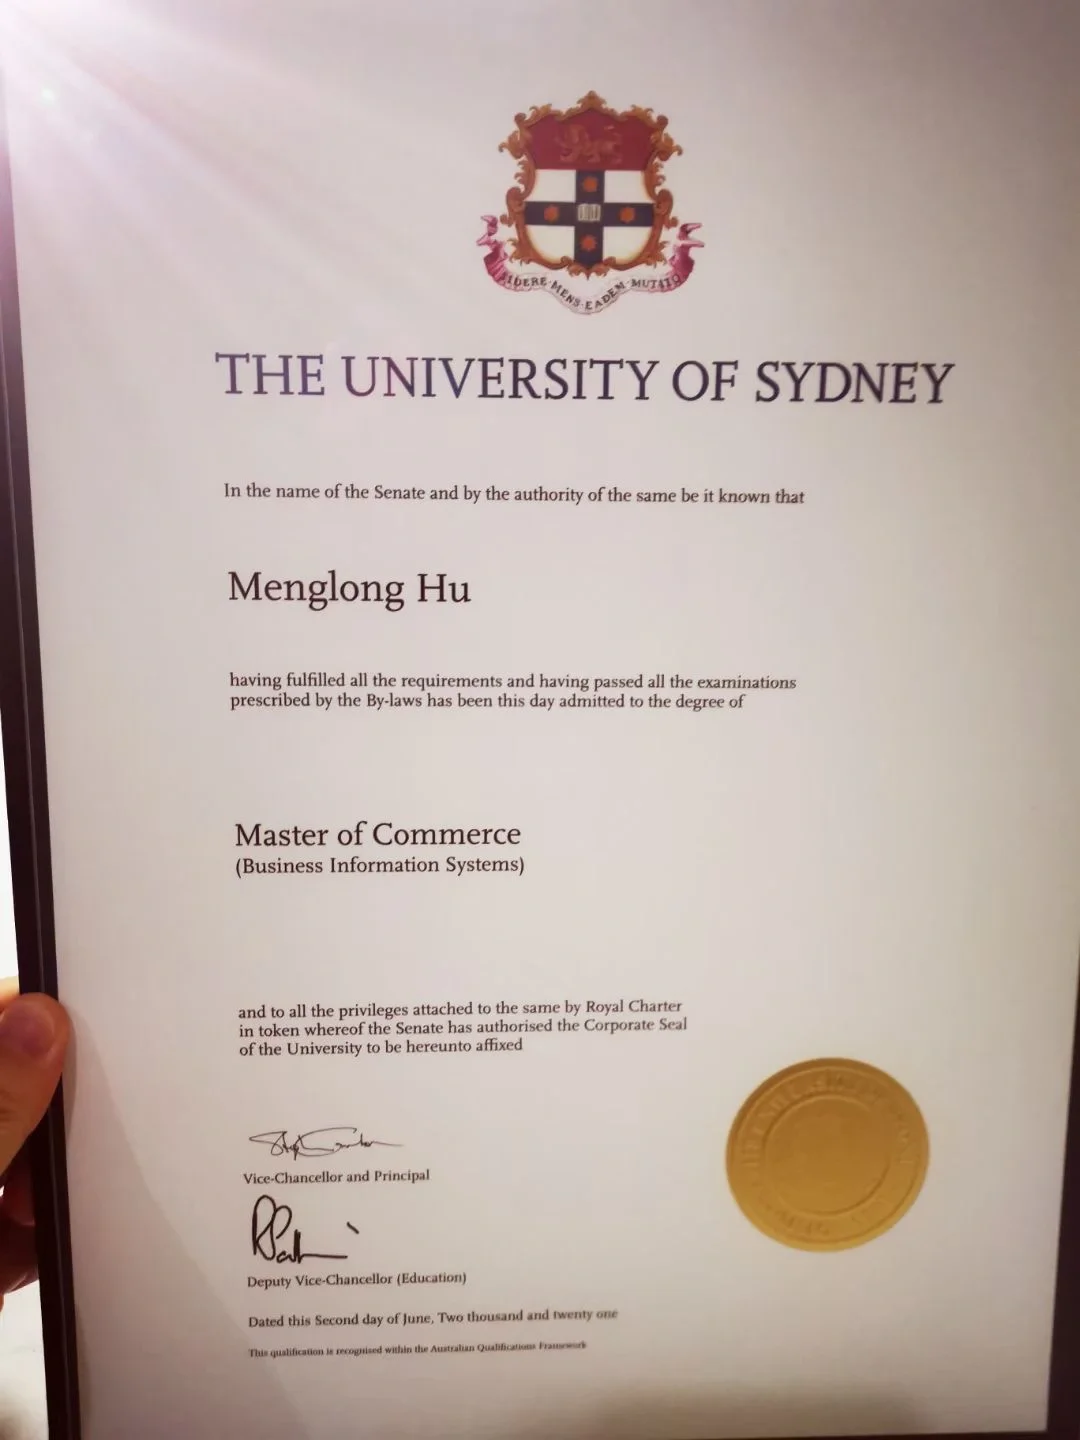 SIDERE·MENS·EADEM·MUTATO
THE UNIVERSITY OF SYDNEY
In the name of the Senate and by the authority of the same be it known that
Menglong Hu
having fulfilled all the requirements and having passed all the examinations
prescribed by the By-laws has been this day admitted to the degree of
Master of Commerce
(Business Information Systems)
and to all the privileges attached to the same by Royal Charter
in token whereof the Senate has authorised the Corporate Seal
of the University to be hereunto affixed
Vice-Chancellor and Principal
Deputy Vice-Chancellor (Education)
Dated this Second day of June, Two thousand and twenty one
This qualification is recognised within the Australian Qualifications Framework